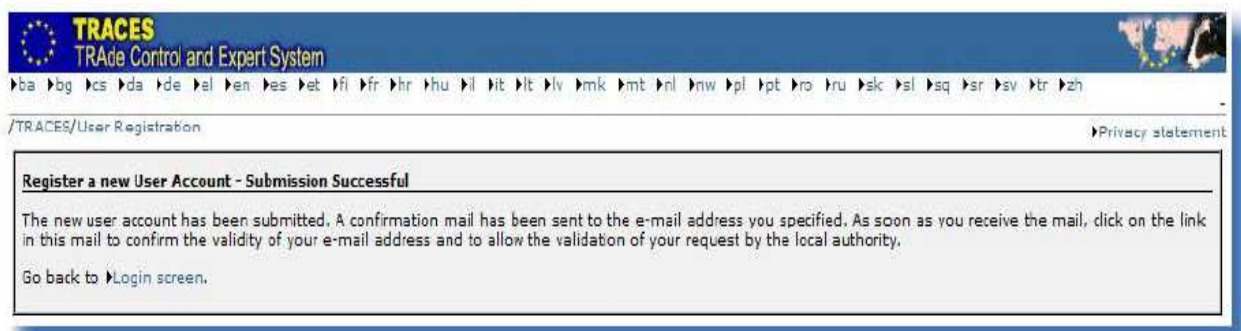 TRACES
TRAde Control and Expert System
ba bg cs da de el en es et fi fr hr hu il it lt lv mk mt nl nw pl pt ro ru sk sl sq sr sv tr zh
-
/TRACES/User Registration
Privacy statement
Register a new User Account - Submission Successful
The new user account has been submitted. A confirmation mail has been sent to the e-mail address you specified. As soon as you receive the mail, click on the link
in this mail to confirm the validity of your e-mail address and to allow the validation of your request by the local authority.
Go back to Login screen.